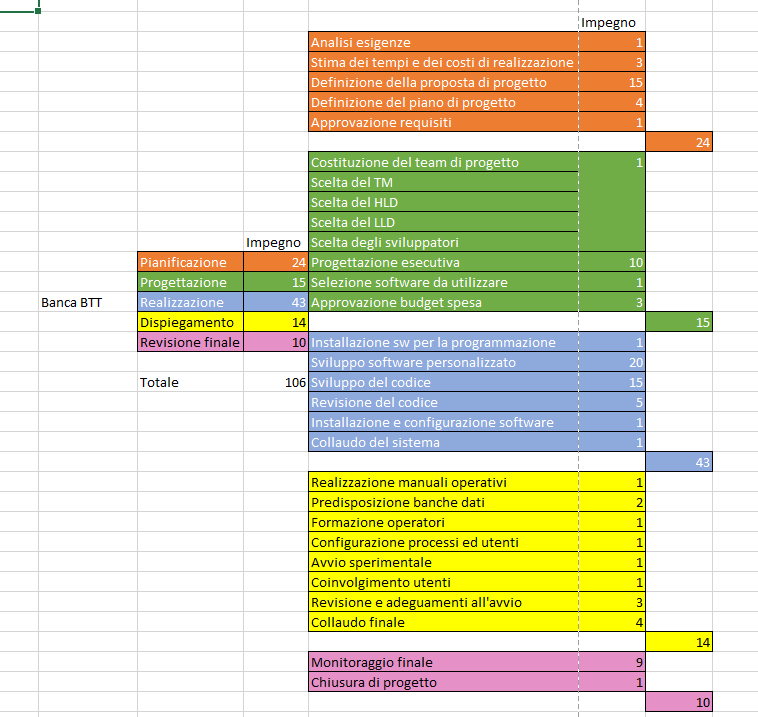 Impegno
Analisi esigenze 1
Stima dei tempi e dei costi di realizzazione 3
Definizione della proposta di progetto 15
Definizione del piano di progetto 4
Approvazione requisiti 1
24
Costituzione del team di progetto 1
Scelta del TM
Scelta del HLD
Scelta del LLD
Impegno Scelta degli sviluppatori
Pianificazione 24 Progettazione esecutiva 10
Progettazione 15 Selezione software da utilizzare 1
Banca BTT Realizzazione 43 Approvazione budget spesa 3
Dispiegamento 14 15
Revisione finale 10 Installazione sw per la programmazione 1
Sviluppo software personalizzato 20
Totale 106 Sviluppo del codice 15
Revisione del codice 5
Installazione e configurazione software 1
Collaudo del sistema 1
43
Realizzazione manuali operativi 1
Predisposizione banche dati 2
Formazione operatori 1
Configurazione processi ed utenti 1
Avvio sperimentale 1
Coinvolgimento utenti 1
Revisione e adeguamenti all'avvio 3
Collaudo finale 4
14
Monitoraggio finale 9
Chiusura di progetto 1
10